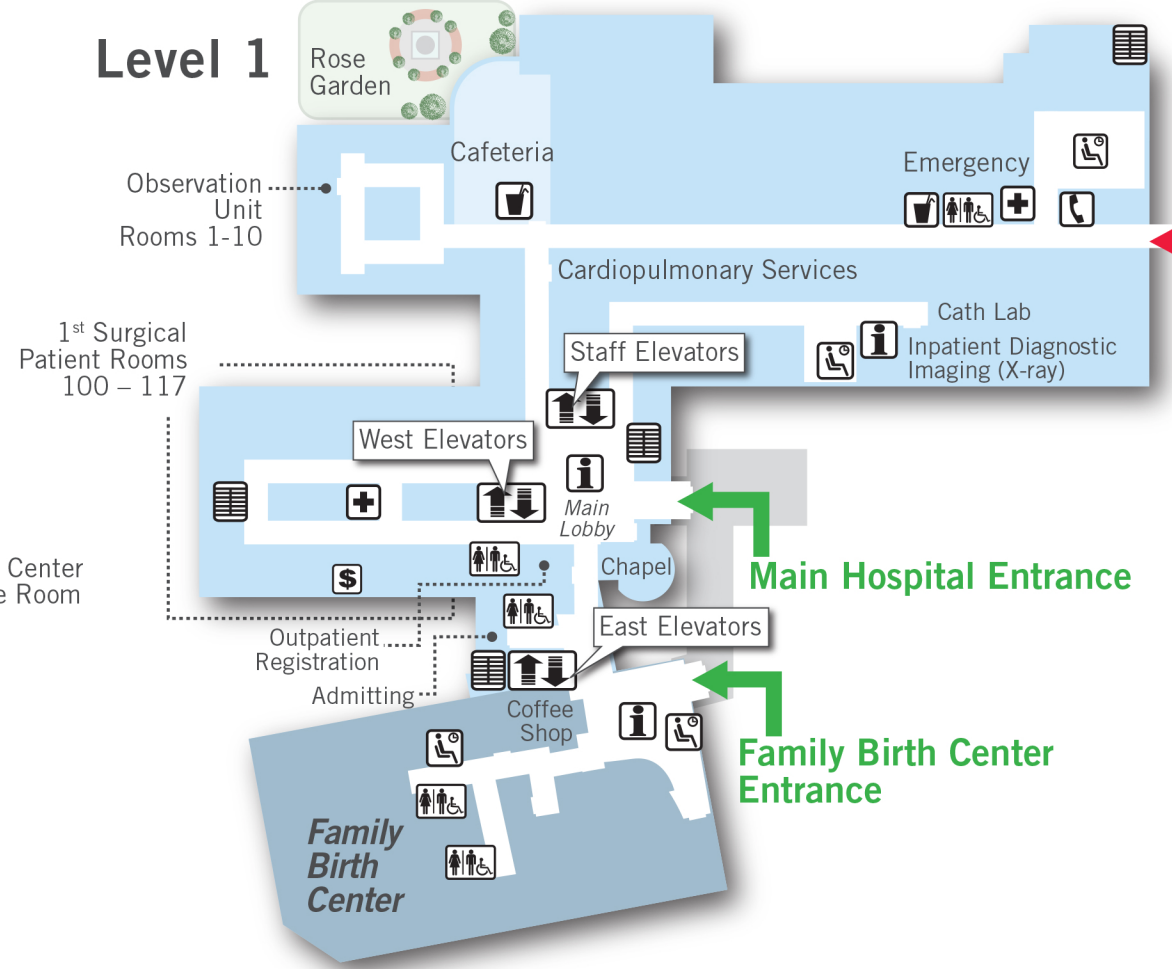 Level 1
Rose
Garden
Cafeteria
Observation
Unit
Rooms 1-10
Emergency
Cardiopulmonary Services
Cath Lab
1st Surgical
Patient Rooms
100 – 117
Staff Elevators
Inpatient Diagnostic
Imaging (X-ray)
West Elevators
Main
Lobby
Center
e Room
$
Chapel
Main Hospital Entrance
Outpatient
Registration
East Elevators
Admitting
Coffee
Shop
Family Birth Center
Entrance
Family
Birth
Center